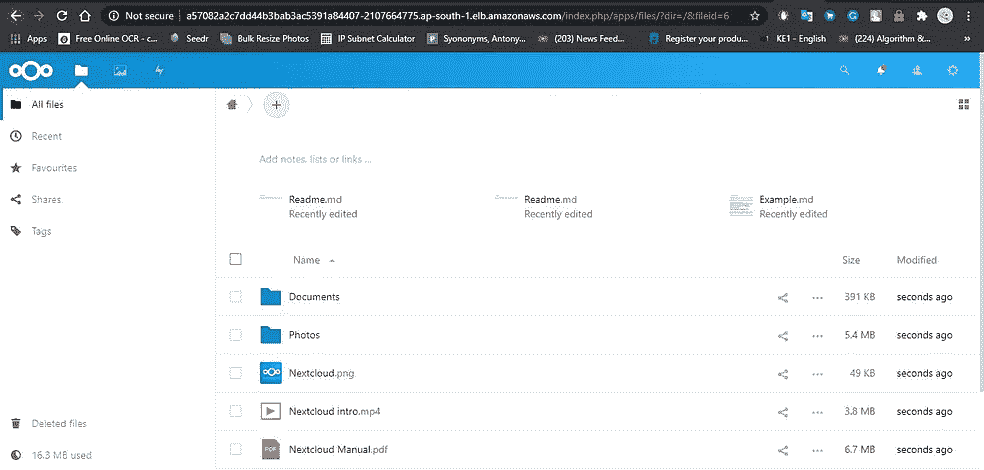 Not secure | a57082a2c7dd44b3bab3ac5391a84407-2107664775.ap-south-1.elb.amazonaws.com/index.php/apps/files/?dir=/&fileid=6
Apps Free Online OCR - c... Seedr Bulk Resize Photos IP Subnet Calculator Syononyms, Antony... (203) News Feed... Register your produ... KE1 - English (224) Algorithm &... »
All files
Recent
Favourites
Shares
Tags
Deleted files
16.3 MB used
Add notes, lists or links ...
Readme.md Readme.md Example.md
Recently edited Recently edited Recently edited
Name Size Modified
Documents 391 KB seconds ago
Photos 5.4 MB seconds ago
Nextcloud.png 49 KB seconds ago
Nextcloud intro.mp4 3.8 MB seconds ago
PDF Nextcloud Manual.pdf 6.7 MB seconds ago